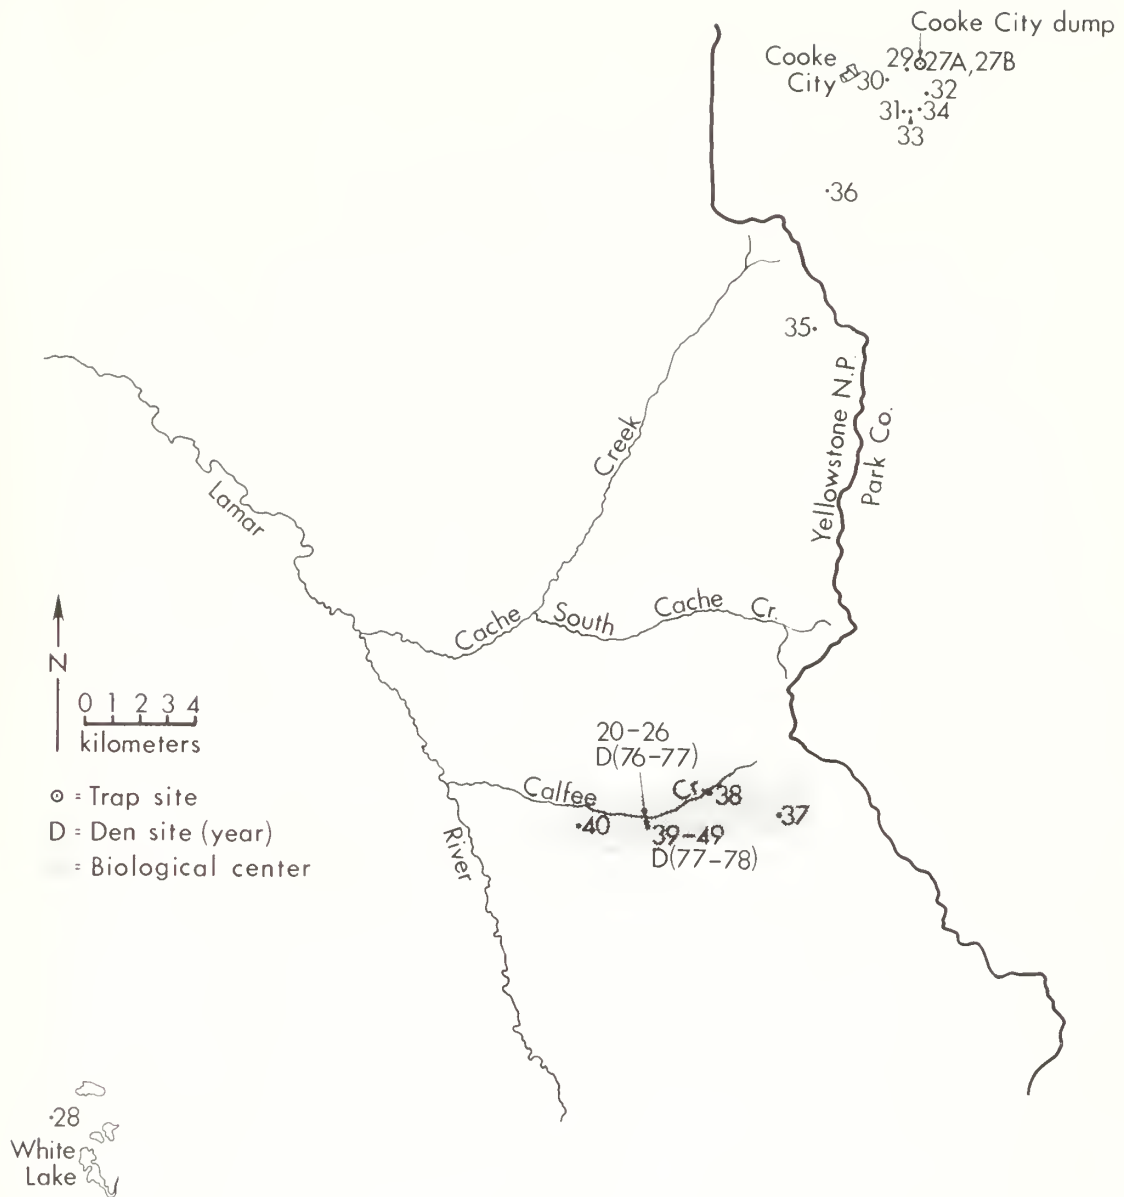 Cooke City dump
Cooke
City
29
27A, 27B
30
32
31
34
33
36
35
Yellowstone N.P.
Park Co.
Creek
Lamar
Cache
South
Cache
Cr.
N
0 1 2 3 4
kilometers
= Trap site
D = Den site (year)
= Biological center
20-26
D(76-77)
Calfee
Cr.
38
37
40
39-49
D(77-78)
River
28
White
Lake